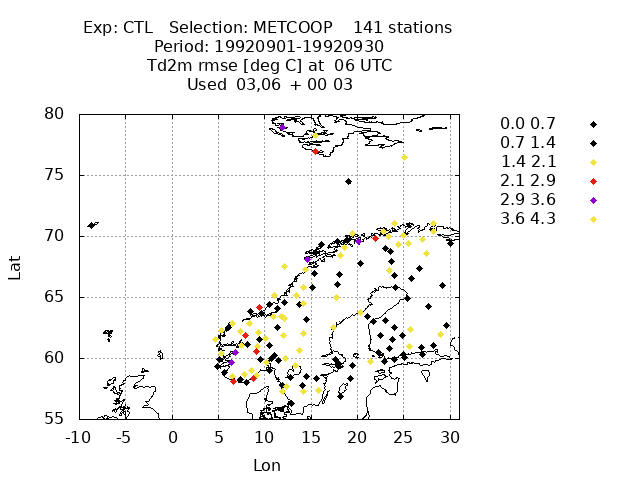 Exp: CTL Selection: METCOOP 141 stations
Period: 19920901-19920930
Td2m rmse [deg C] at 06 UTC
Used 03,06 + 00 03
80
75
70
65
60
55
-10 -5 0 5 10 15 20 25 30
Lat
Lon
0.0 0.7
0.7 1.4
1.4 2.1
2.1 2.9
2.9 3.6
3.6 4.3